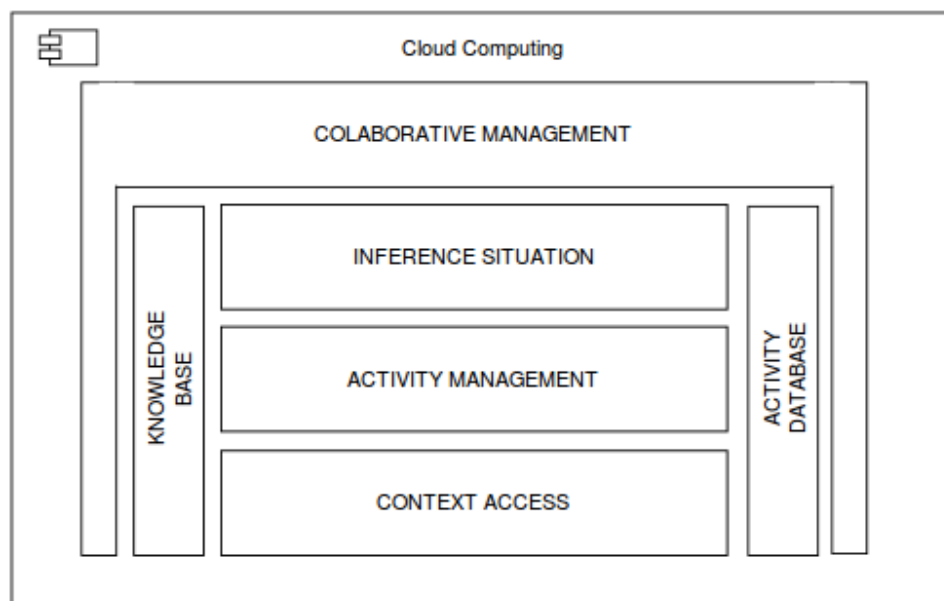 Cloud Computing
COLABORATIVE MANAGEMENT
KNOWLEDGE
BASE
INFERENCE SITUATION
ACTIVITY MANAGEMENT
CONTEXT ACCESS
ACTIVITY
DATABASE